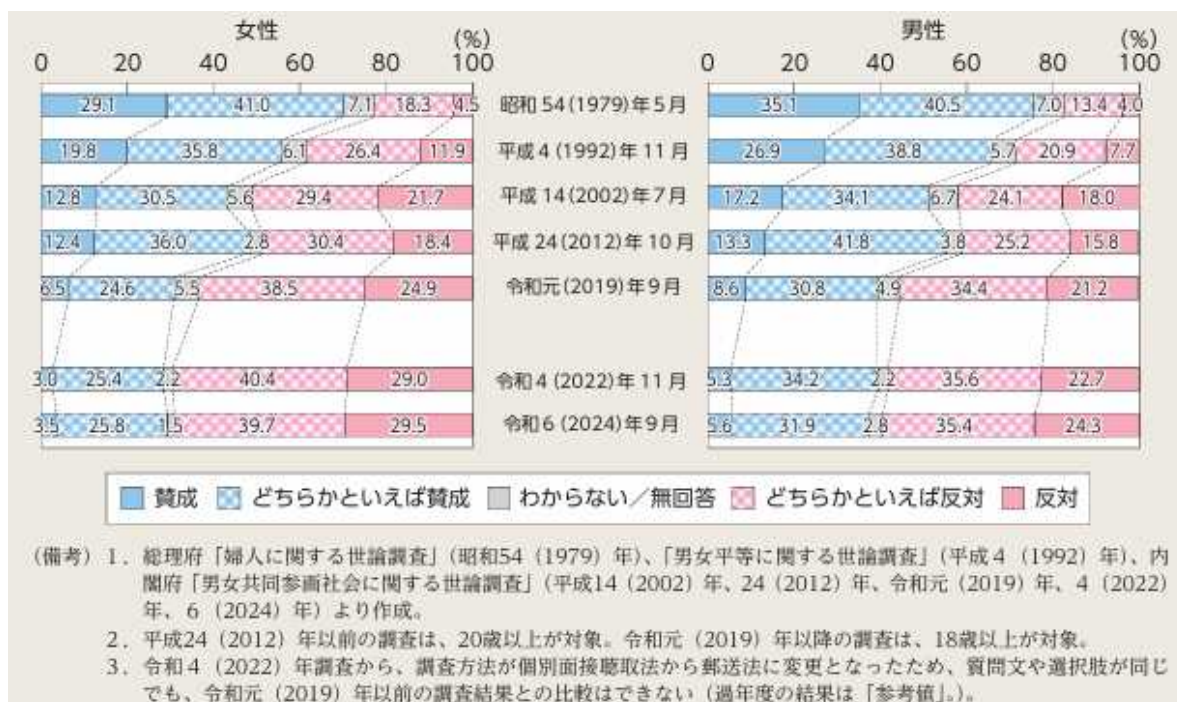 女性
(%)
0 20 40 60 80 100
男性
(%)
0 20 40 60 80 100
29.1 41.0 7.1 18.3 4.5
昭和54(1979)年5月
35.1 40.5 7.0 13.4 4.0
19.8 35.8 6.1 26.4 11.9
平成4(1992)年11月
26.9 38.8 5.7 20.9 7.7
12.8 30.5 5.6 29.4 21.7
平成14(2002)年7月
17.2 34.1 6.7 24.1 18.0
12.4 36.0 2.8 30.4 18.4
平成24(2012)年10月
13.3 41.8 3.8 25.2 15.8
6.5 24.6 5.5 38.5 24.9
令和元(2019)年9月
8.6 30.8 4.9 34.4 21.2
3.0 25.4 2.2 40.4 29.0
令和4(2022)年11月
5.3 34.2 2.2 35.6 22.7
3.5 25.8 1.5 39.7 29.5
令和6(2024)年9月
5.6 31.9 2.8 35.4 24.3
賛成 どちらかといえば賛成 わからない/無回答 どちらかといえば反対 反対
(備考)1.総理府「婦人に関する世論調査」(昭和54(1979)年)、「男女平等に関する世論調査」(平成4(1992)年)、内
閣府「男女共同参画社会に関する世論調査」(平成14(2002)年、24(2012)年、令和元(2019)年、4(2022)
年、6(2024)年)より作成。
2.平成24(2012)年以前の調査は、20歳以上が対象。令和元(2019)年以降の調査は、18歳以上が対象。
3.令和4(2022)年調査から、調査方法が個別面接聴取法から郵送法に変更となったため、質問文や選択肢が同じ
でも、令和元(2019)年以前の調査結果との比較はできない(過年度の結果は「参考値」。)。